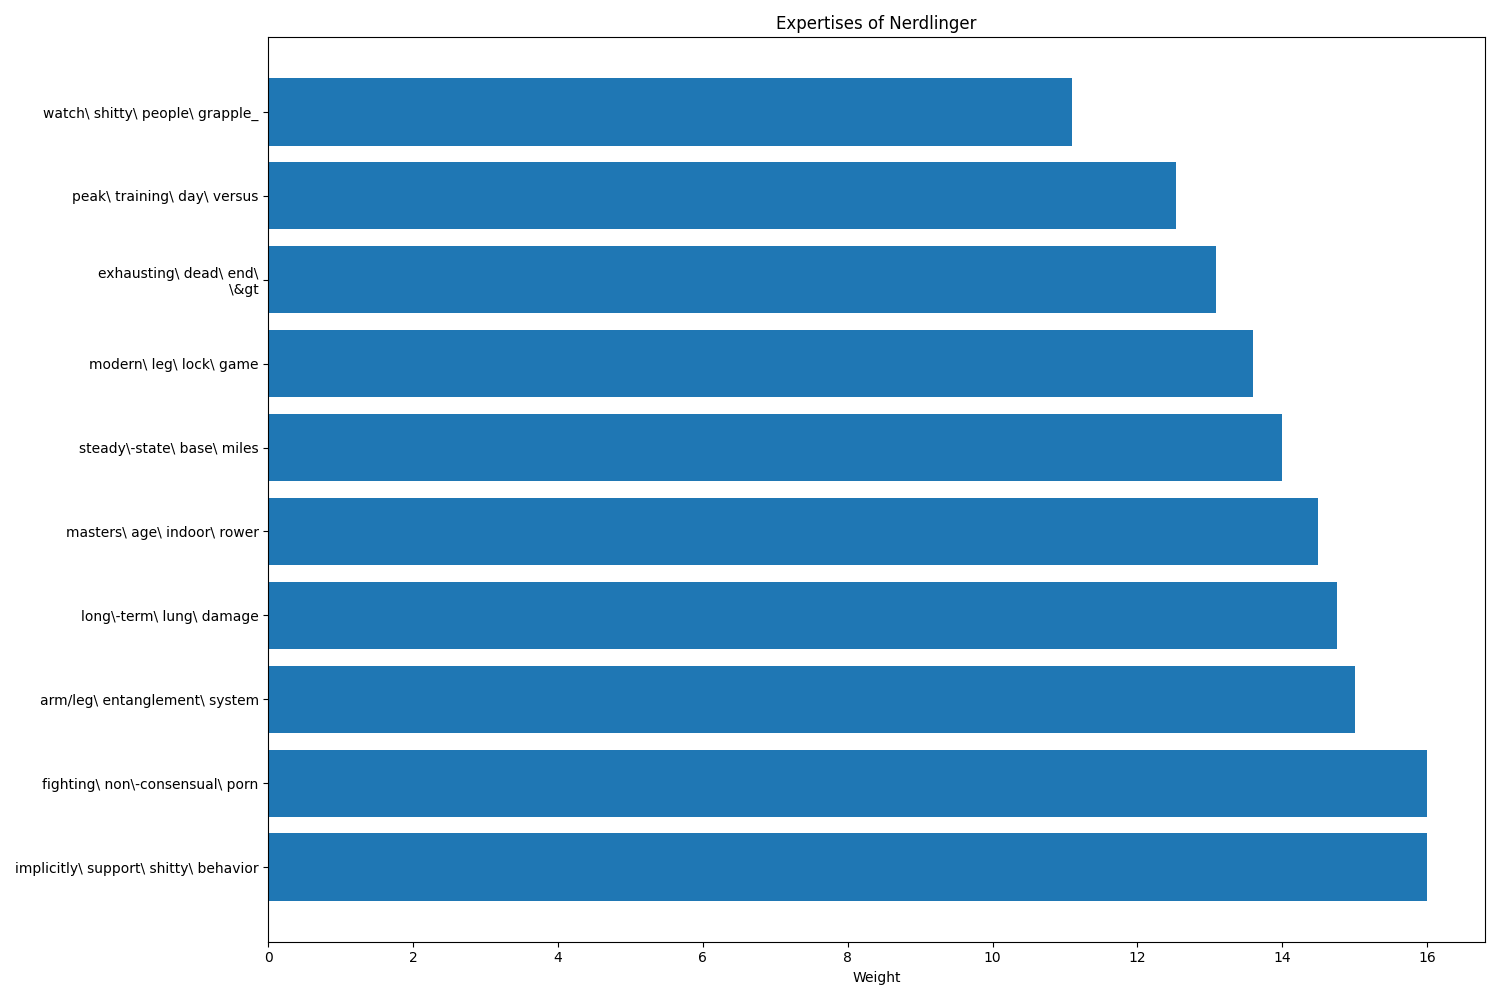 Expertises of Nerdlinger
watch\ shitty\ people\ grapple_
peak\ training\ day\ versus
exhausting\ dead\ end\
\&gt
modern\ leg\ lock\ game
steady\-state\ base\ miles
masters\ age\ indoor\ rower
long\-term\ lung\ damage
arm/leg\ entanglement\ system
fighting\ non\-consensual\ porn
implicitly\ support\ shitty\ behavior
0 2 4 6 8 10 12 14 16
Weight